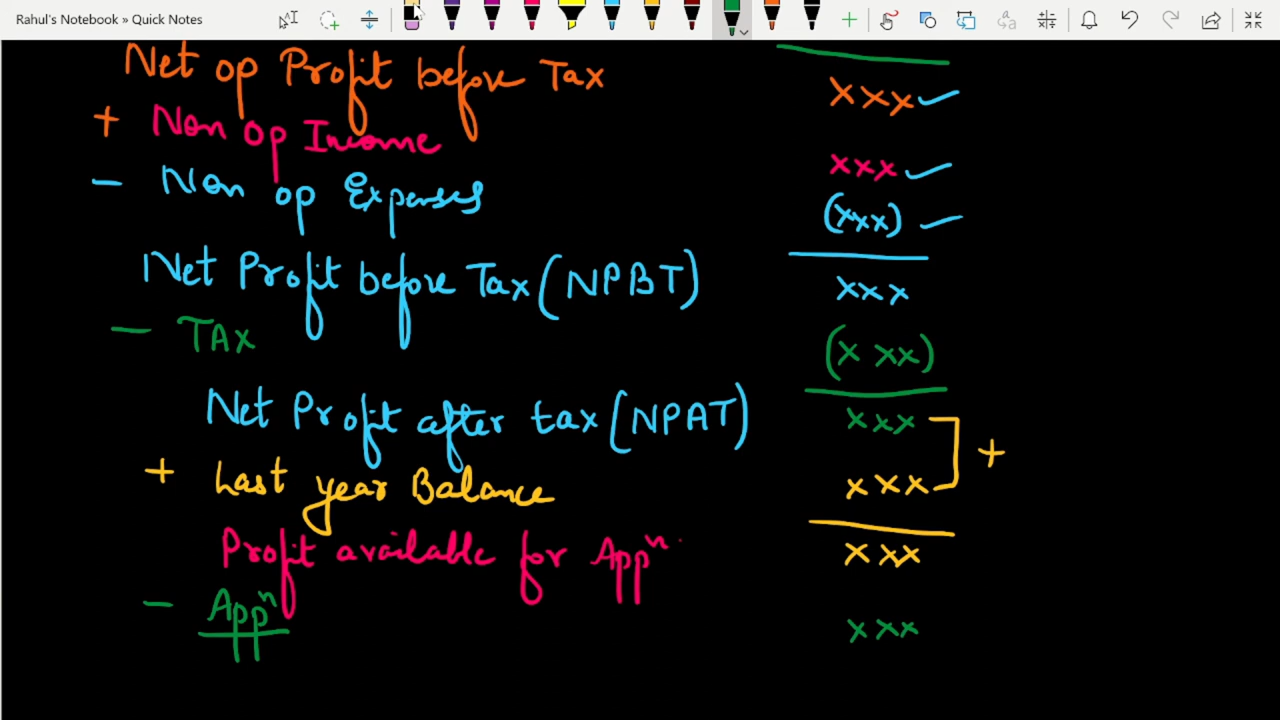 Rahul's Notebook » Quick Notes
Net op Profit before Tax xxx
+ Non Op Income xxx
- Non op Expenses (xxx)
Net Profit before Tax (NPBT) xxx
- TAX (x xx)
Net Profit after tax (NPAT) xxx
+ Last year Balance xxx +
Profit available for Appⁿ xxx
- Appⁿ xxx